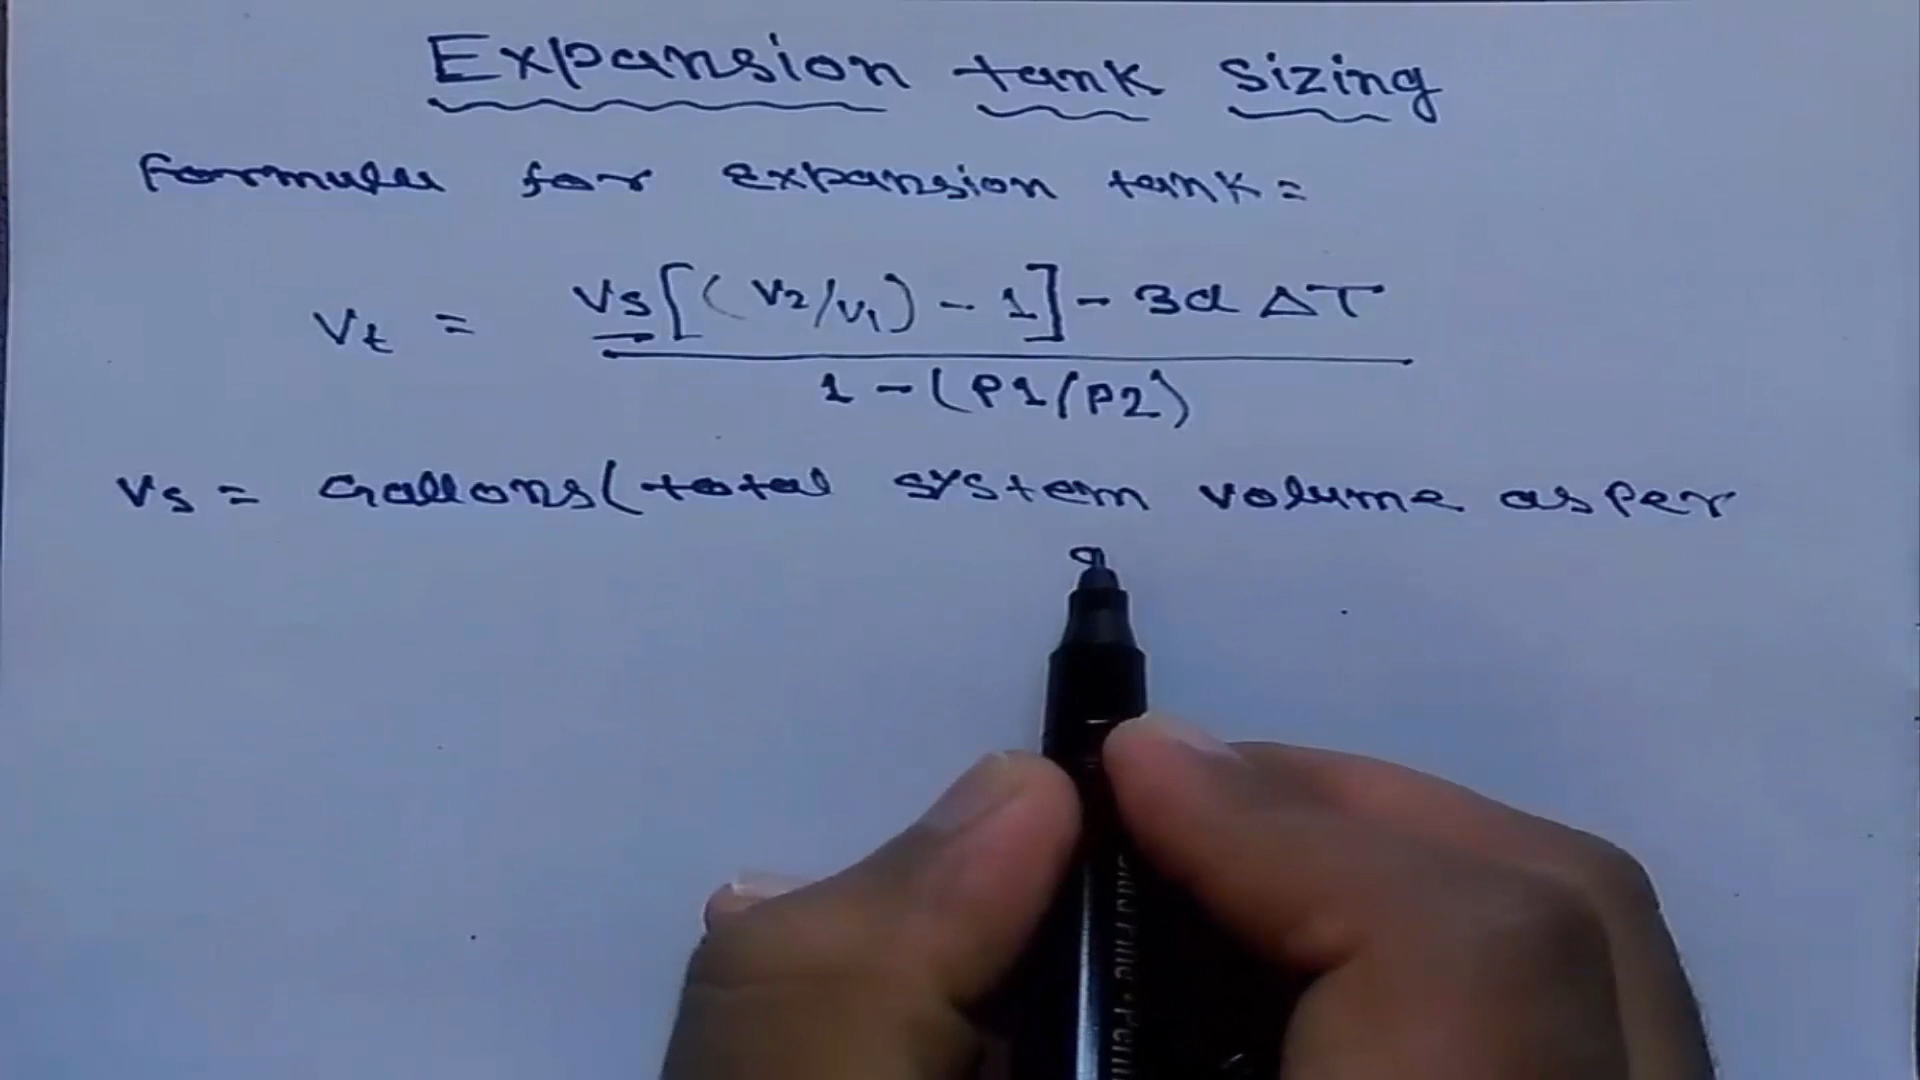 Expansion tank sizing
Formula for expansion tank =
Vt = Vs[(V2/V1) - 1] - 3α ΔT
1 - (P1/P2)
Vs = Gallons (total system volume as per